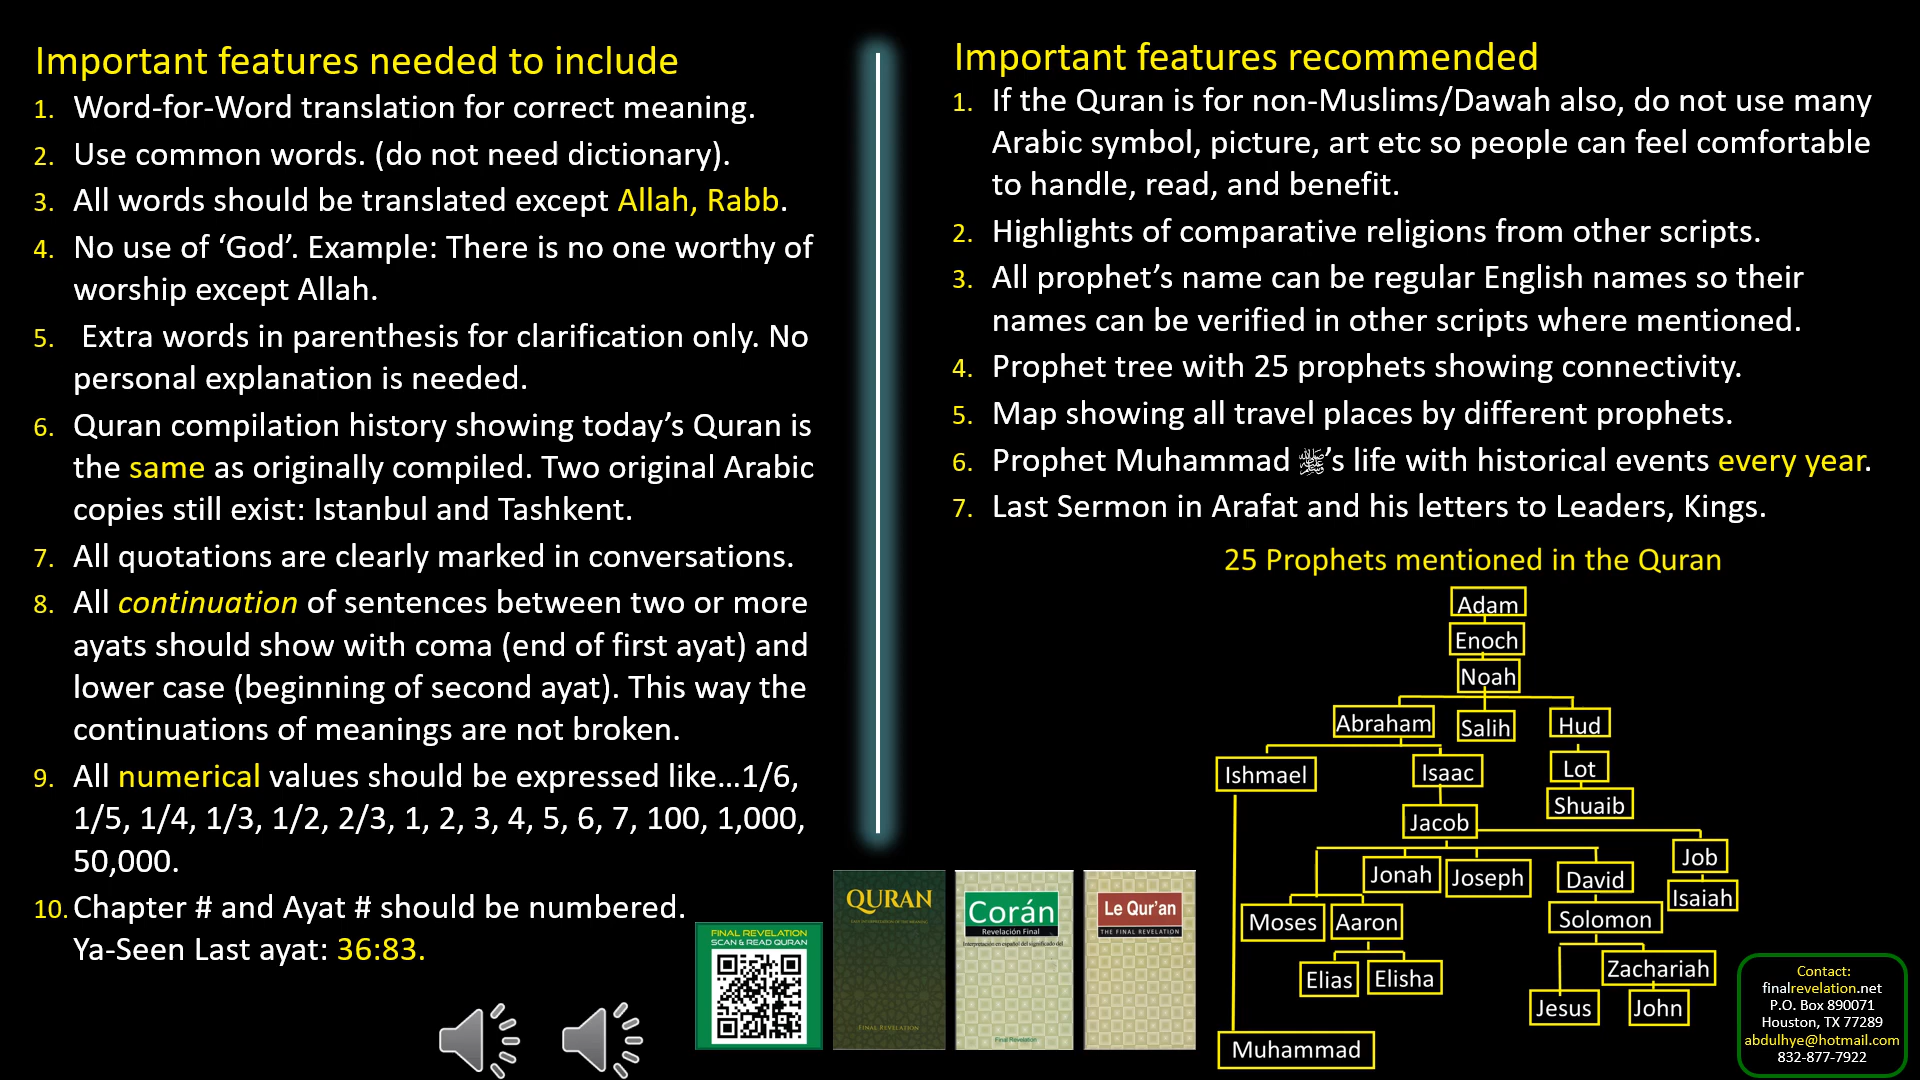 Important features needed to include
1. Word-for-Word translation for correct meaning.
2. Use common words. (do not need dictionary).
3. All words should be translated except Allah, Rabb.
4. No use of ‘God’. Example: There is no one worthy of
worship except Allah.
5. Extra words in parenthesis for clarification only. No
personal explanation is needed.
6. Quran compilation history showing today’s Quran is
the same as originally compiled. Two original Arabic
copies still exist: Istanbul and Tashkent.
7. All quotations are clearly marked in conversations.
8. All continuation of sentences between two or more
ayats should show with coma (end of first ayat) and
lower case (beginning of second ayat). This way the
continuations of meanings are not broken.
9. All numerical values should be expressed like…1/6,
1/5, 1/4, 1/3, 1/2, 2/3, 1, 2, 3, 4, 5, 6, 7, 100, 1,000,
50,000.
10. Chapter # and Ayat # should be numbered.
Ya-Seen Last ayat: 36:83.
Important features recommended
1. If the Quran is for non-Muslims/Dawah also, do not use many
Arabic symbol, picture, art etc so people can feel comfortable
to handle, read, and benefit.
2. Highlights of comparative religions from other scripts.
3. All prophet’s name can be regular English names so their
names can be verified in other scripts where mentioned.
4. Prophet tree with 25 prophets showing connectivity.
5. Map showing all travel places by different prophets.
6. Prophet Muhammad ﷺ’s life with historical events every year.
7. Last Sermon in Arafat and his letters to Leaders, Kings.
25 Prophets mentioned in the Quran
Adam
Enoch
Noah
Abraham
Salih
Hud
Ishmael
Isaac
Lot
Shuaib
Jacob
Job
Jonah
Joseph
David
Isaiah
Moses
Aaron
Solomon
Elias
Elisha
Zachariah
Jesus
John
Muhammad
FINAL REVELATION
SCAN & READ QURAN
QURAN
FINAL REVELATION
Corán
Revelación Final
Interpretación en español del significado del
Final Revelation
Le Qur’an
THE FINAL REVELATION
Contact:
finalrevelation.net
P.O. Box 890071
Houston, TX 77289
abdulhye@hotmail.com
832-877-7922